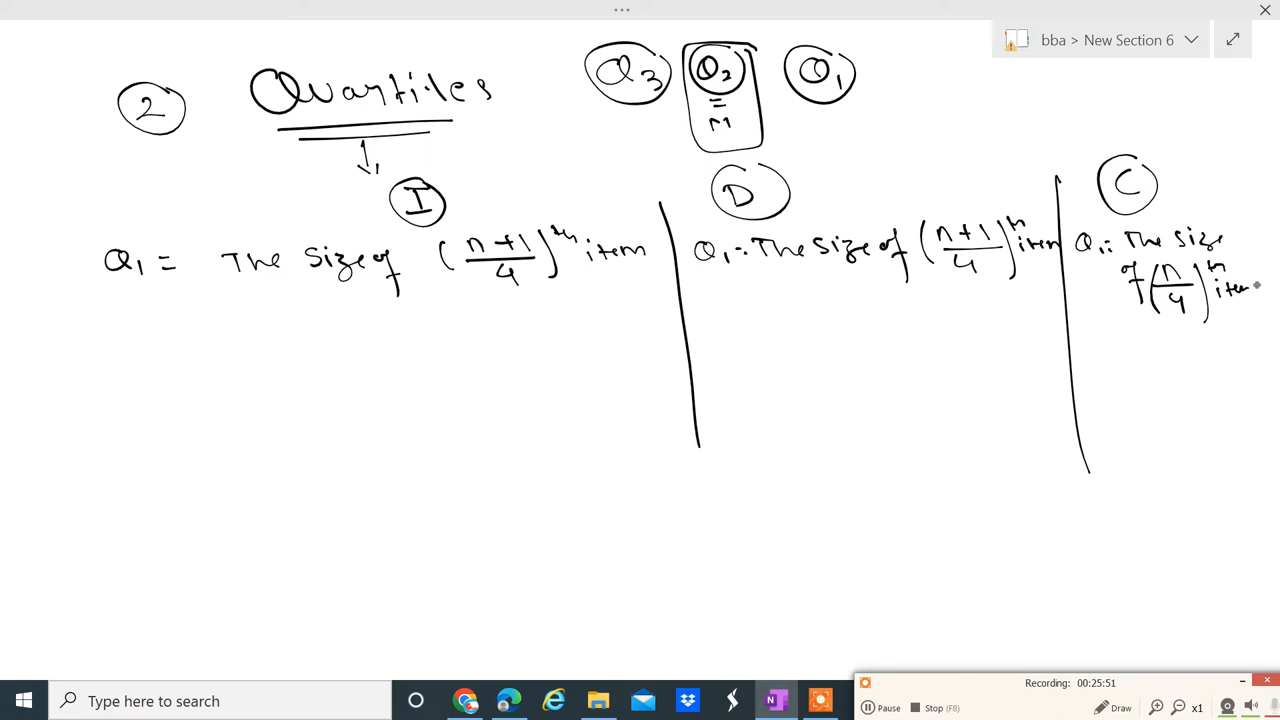 bba > New Section 6
② Quartiles Q3 Q2 Q1
= M
I D C
Q1 = The Size of (n+1/4)th item
Q1 = The Size of (n+1/4)th item
Q1 = The Size
of (n/4)th item
Recording: 00:25:51
Type here to search
Pause Stop (F8) Draw x1